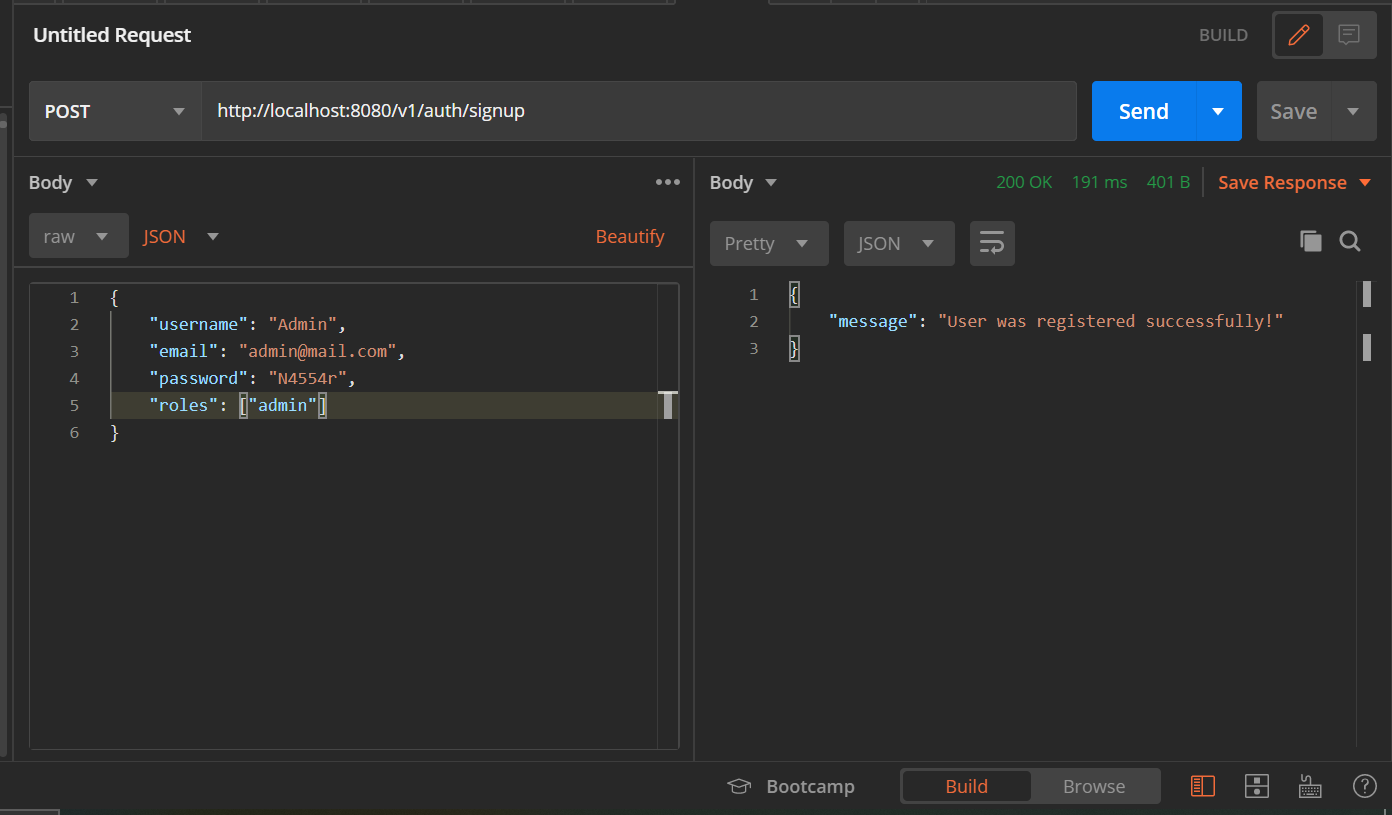 Untitled Request
BUILD
POST
http://localhost:8080/v1/auth/signup
Send
Save
Body
raw
JSON
Beautify
1 {
2 "username": "Admin",
3 "email": "admin@mail.com",
4 "password": "N4554r",
5 "roles": ["admin"]
6 }
Body
200 OK 191 ms 401 B
Save Response
Pretty
JSON
1 {
2 "message": "User was registered successfully!"
3 }
Bootcamp
Build
Browse